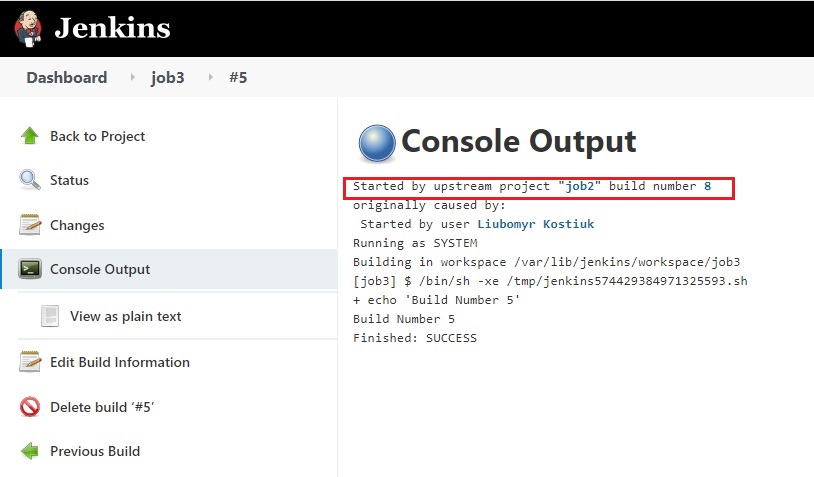 Jenkins
Dashboard job3 #5
Back to Project
Status
Changes
Console Output
View as plain text
Edit Build Information
Delete build ‘#5’
Previous Build
Console Output
Started by upstream project "job2" build number 8
originally caused by:
Started by user Liubomyr Kostiuk
Running as SYSTEM
Building in workspace /var/lib/jenkins/workspace/job3
[job3] $ /bin/sh -xe /tmp/jenkins574429384971325593.sh
+ echo 'Build Number 5'
Build Number 5
Finished: SUCCESS